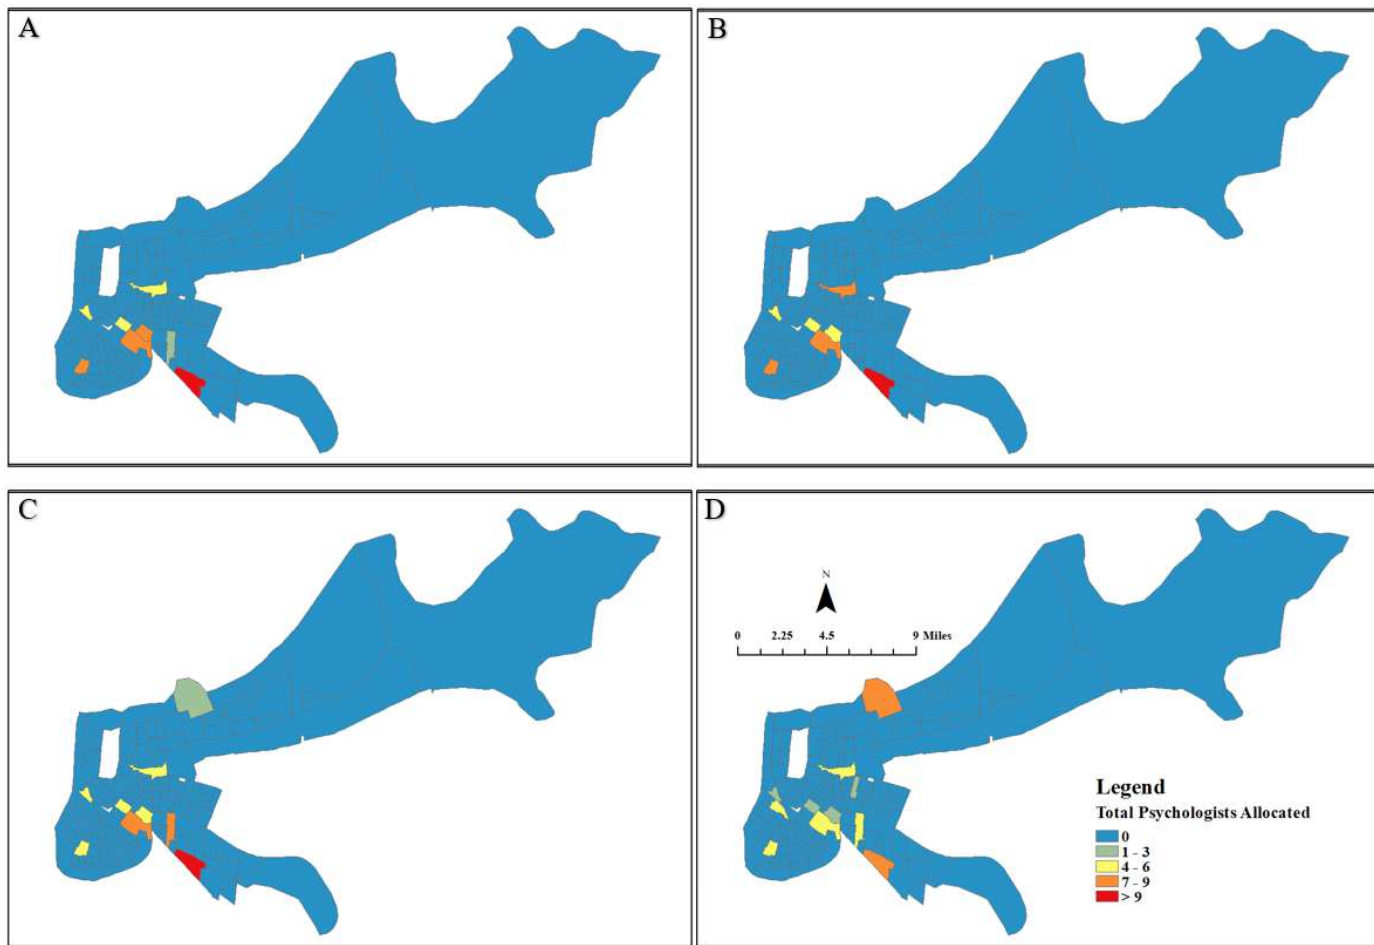 A
B
C
D
N
0 2.25 4.5 9 Miles
Legend
Total Psychologists Allocated
0
1 - 3
4 - 6
7 - 9
> 9